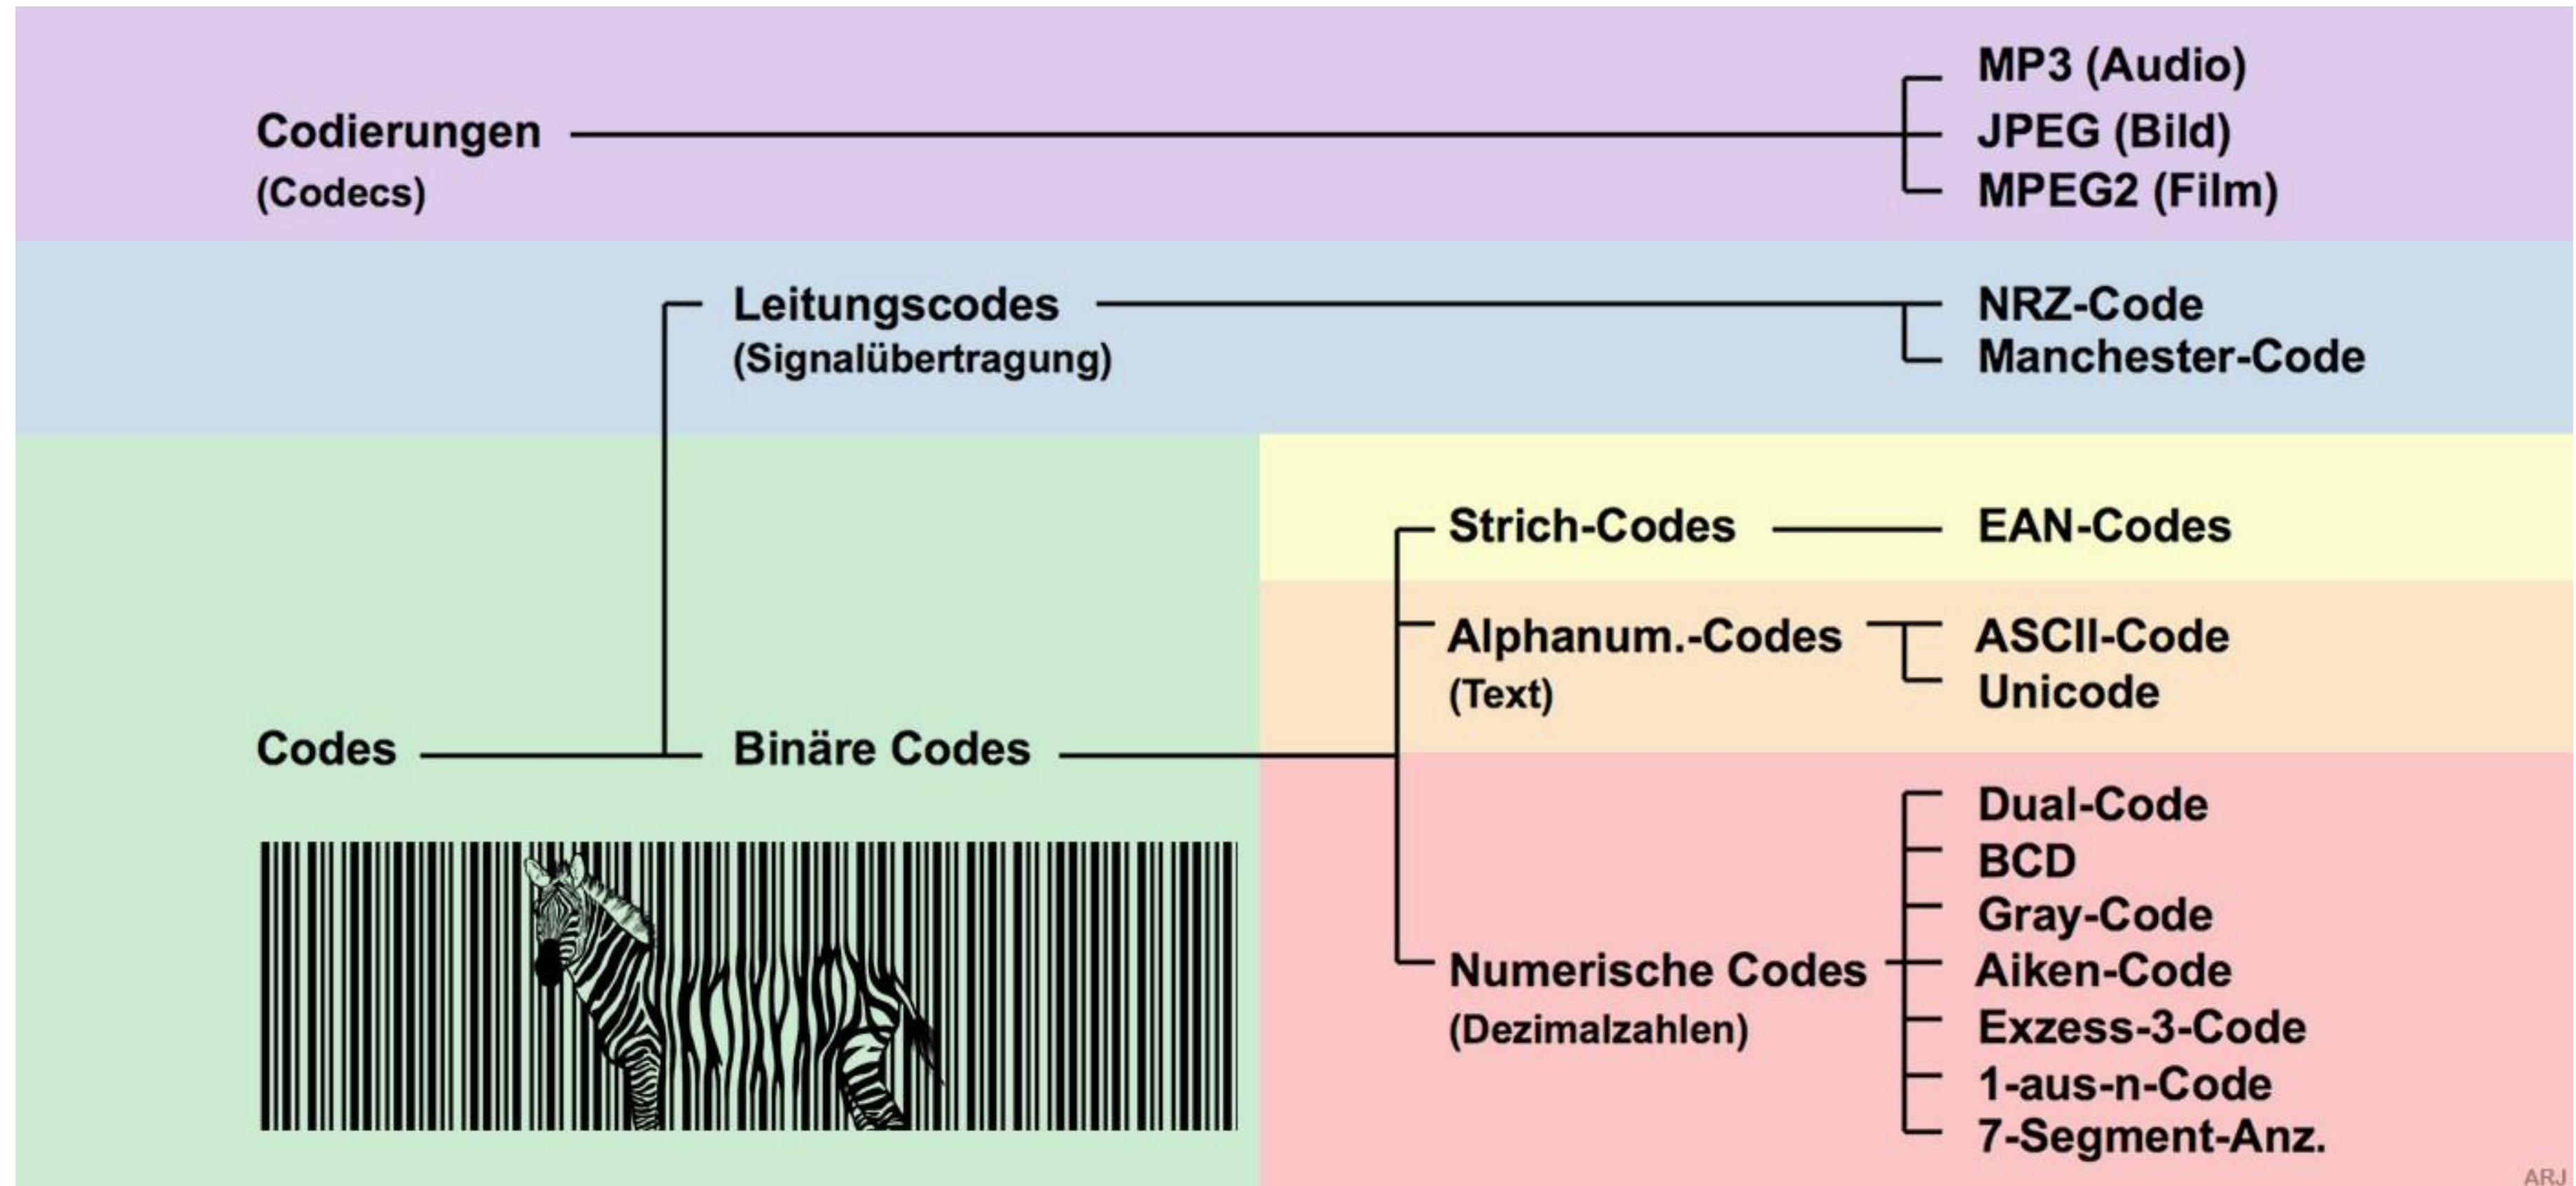 Codierungen
(Codecs)
MP3 (Audio)
JPEG (Bild)
MPEG2 (Film)
Leitungscodes
(Signalübertragung)
NRZ-Code
Manchester-Code
Codes
Binäre Codes
Strich-Codes
EAN-Codes
Alphanum.-Codes
(Text)
ASCII-Code
Unicode
Numerische Codes
(Dezimalzahlen)
Dual-Code
BCD
Gray-Code
Aiken-Code
Exzess-3-Code
1-aus-n-Code
7-Segment-Anz.
ARJ